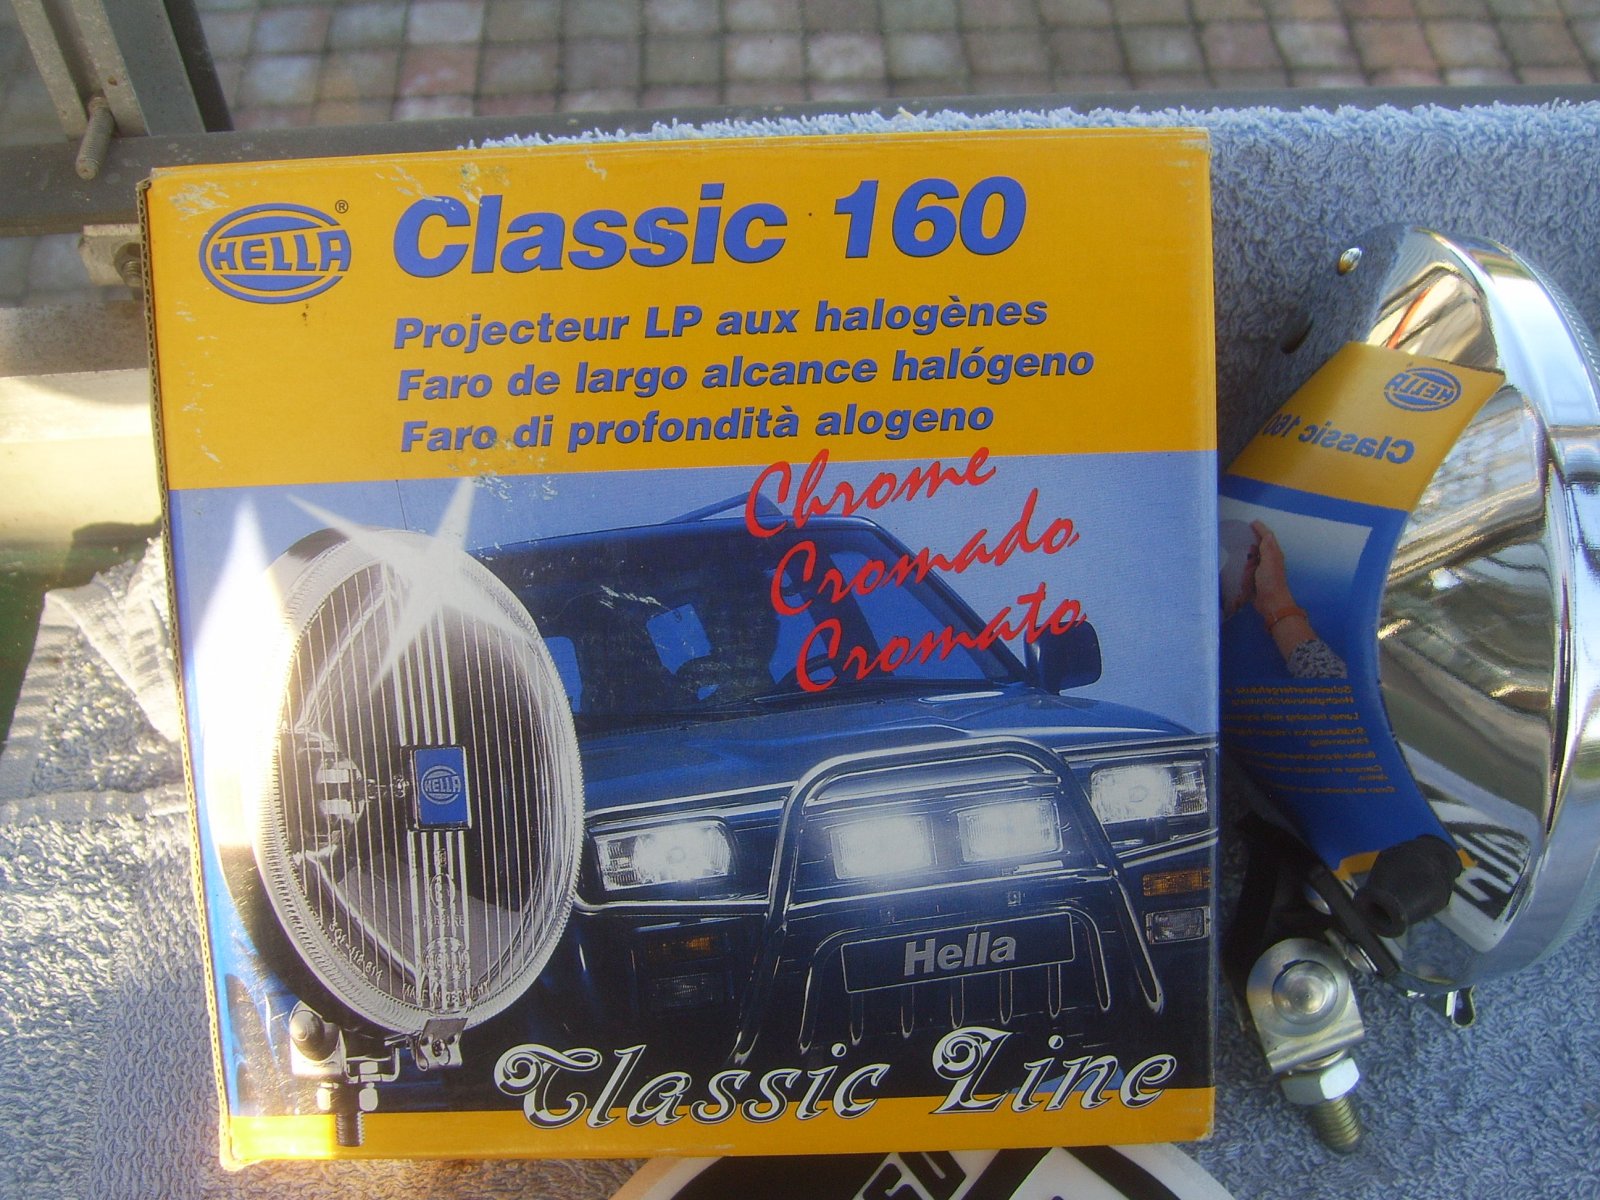 HELLA®
Classic 160
Projecteur LP aux halogènes
Faro de largo alcance halógeno
Faro di profondità alogeno
Chrome
Cromado
Cromato
HELLA
Hella
Classic Line
HELLA
Classic 160